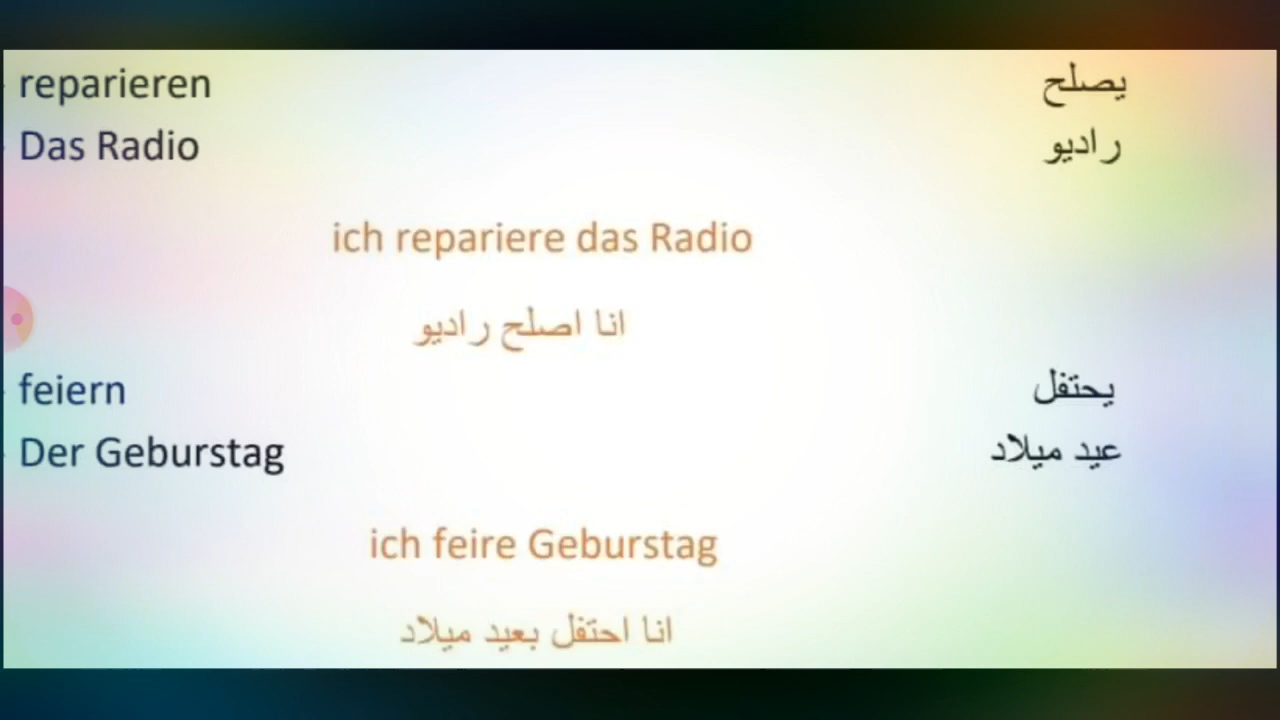 reparieren يصلح
Das Radio راديو
ich repariere das Radio
انا اصلح راديو
feiern يحتفل
Der Geburstag عيد ميلاد
ich feire Geburstag
انا احتفل بعيد ميلاد